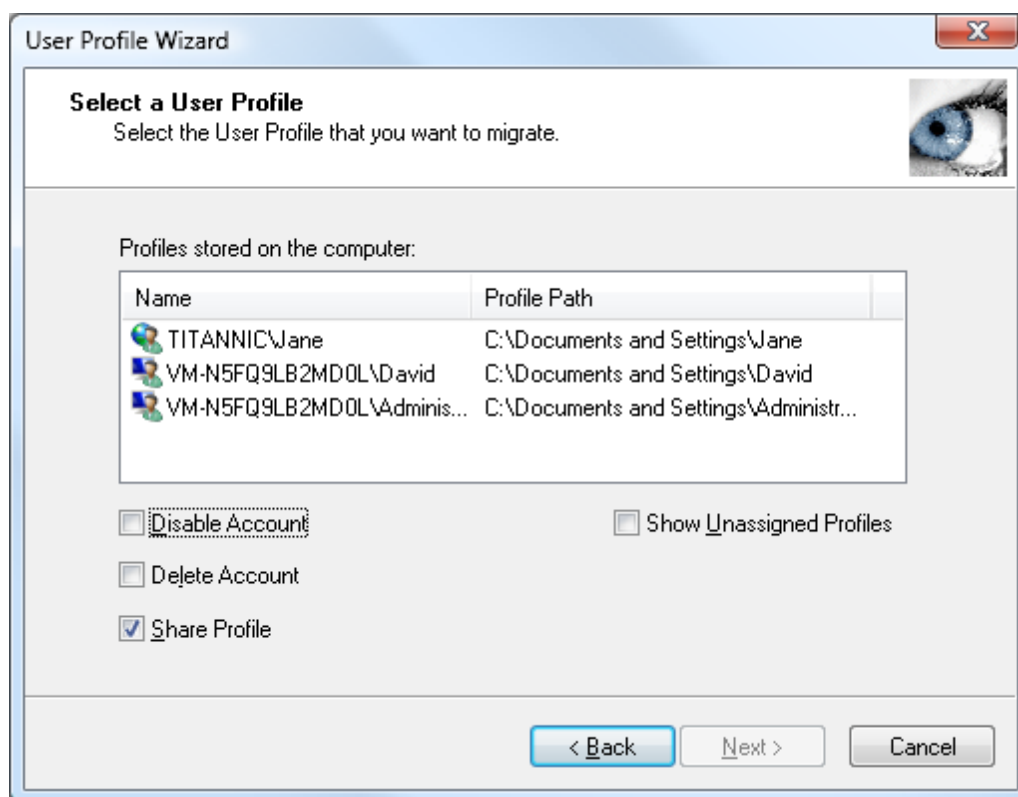 User Profile Wizard
Select a User Profile
Select the User Profile that you want to migrate.
Profiles stored on the computer:
Name Profile Path
TITANNIC\Jane C:\Documents and Settings\Jane
VM-N5FQ9LB2MD0L\David C:\Documents and Settings\David
VM-N5FQ9LB2MD0L\Adminis... C:\Documents and Settings\Administr...
Disable Account Show Unassigned Profiles
Delete Account
Share Profile
< Back Next > Cancel